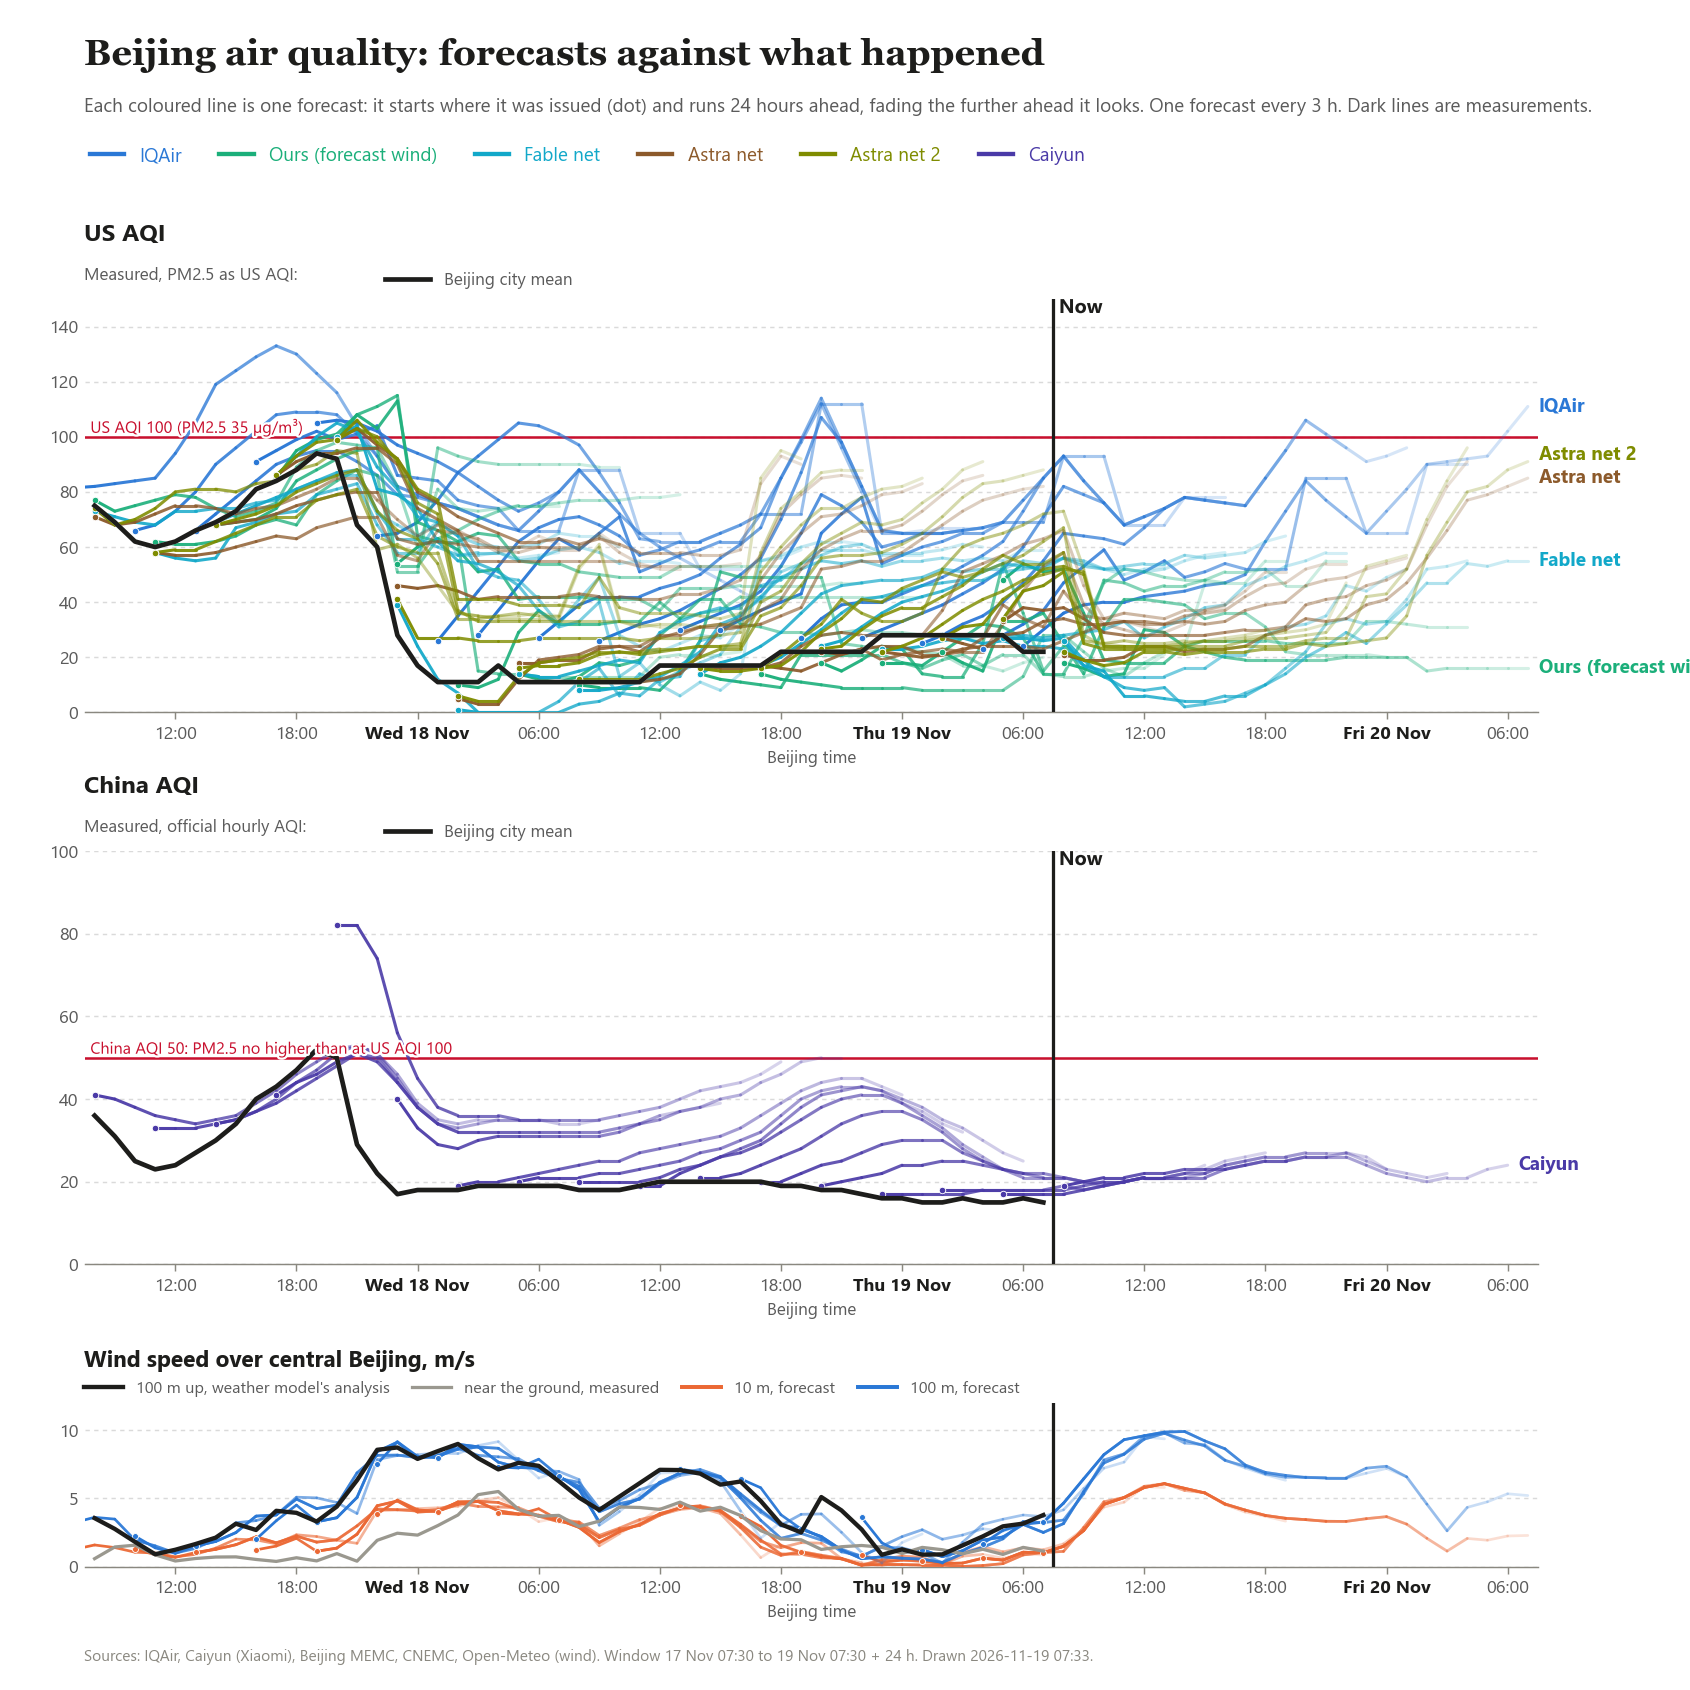 Beijing air quality: forecasts against what happened
Each coloured line is one forecast: it starts where it was issued (dot) and runs 24 hours ahead, fading the further ahead it looks. One forecast every 3 h. Dark lines are measurements.
IQAir Ours (forecast wind) Fable net Astra net Astra net 2 Caiyun
US AQI
Measured, PM2.5 as US AQI: Beijing city mean
Now
140
120
100
80
60
40
20
0
US AQI 100 (PM2.5 35 µg/m³)
IQAir
Astra net 2
Astra net
Fable net
Ours (forecast wi
12:00 18:00 Wed 18 Nov 06:00 12:00 18:00 Thu 19 Nov 06:00 12:00 18:00 Fri 20 Nov 06:00
Beijing time
China AQI
Measured, official hourly AQI: Beijing city mean
Now
100
80
60
40
20
0
China AQI 50: PM2.5 no higher than at US AQI 100
Caiyun
12:00 18:00 Wed 18 Nov 06:00 12:00 18:00 Thu 19 Nov 06:00 12:00 18:00 Fri 20 Nov 06:00
Beijing time
Wind speed over central Beijing, m/s
100 m up, weather model's analysis near the ground, measured 10 m, forecast 100 m, forecast
10
5
0
12:00 18:00 Wed 18 Nov 06:00 12:00 18:00 Thu 19 Nov 06:00 12:00 18:00 Fri 20 Nov 06:00
Beijing time
Sources: IQAir, Caiyun (Xiaomi), Beijing MEMC, CNEMC, Open-Meteo (wind). Window 17 Nov 07:30 to 19 Nov 07:30 + 24 h. Drawn 2026-11-19 07:33.